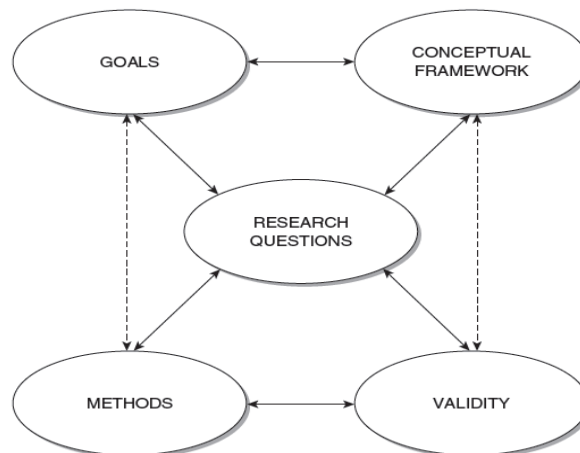 GOALS
CONCEPTUAL
FRAMEWORK
RESEARCH
QUESTIONS
METHODS
VALIDITY